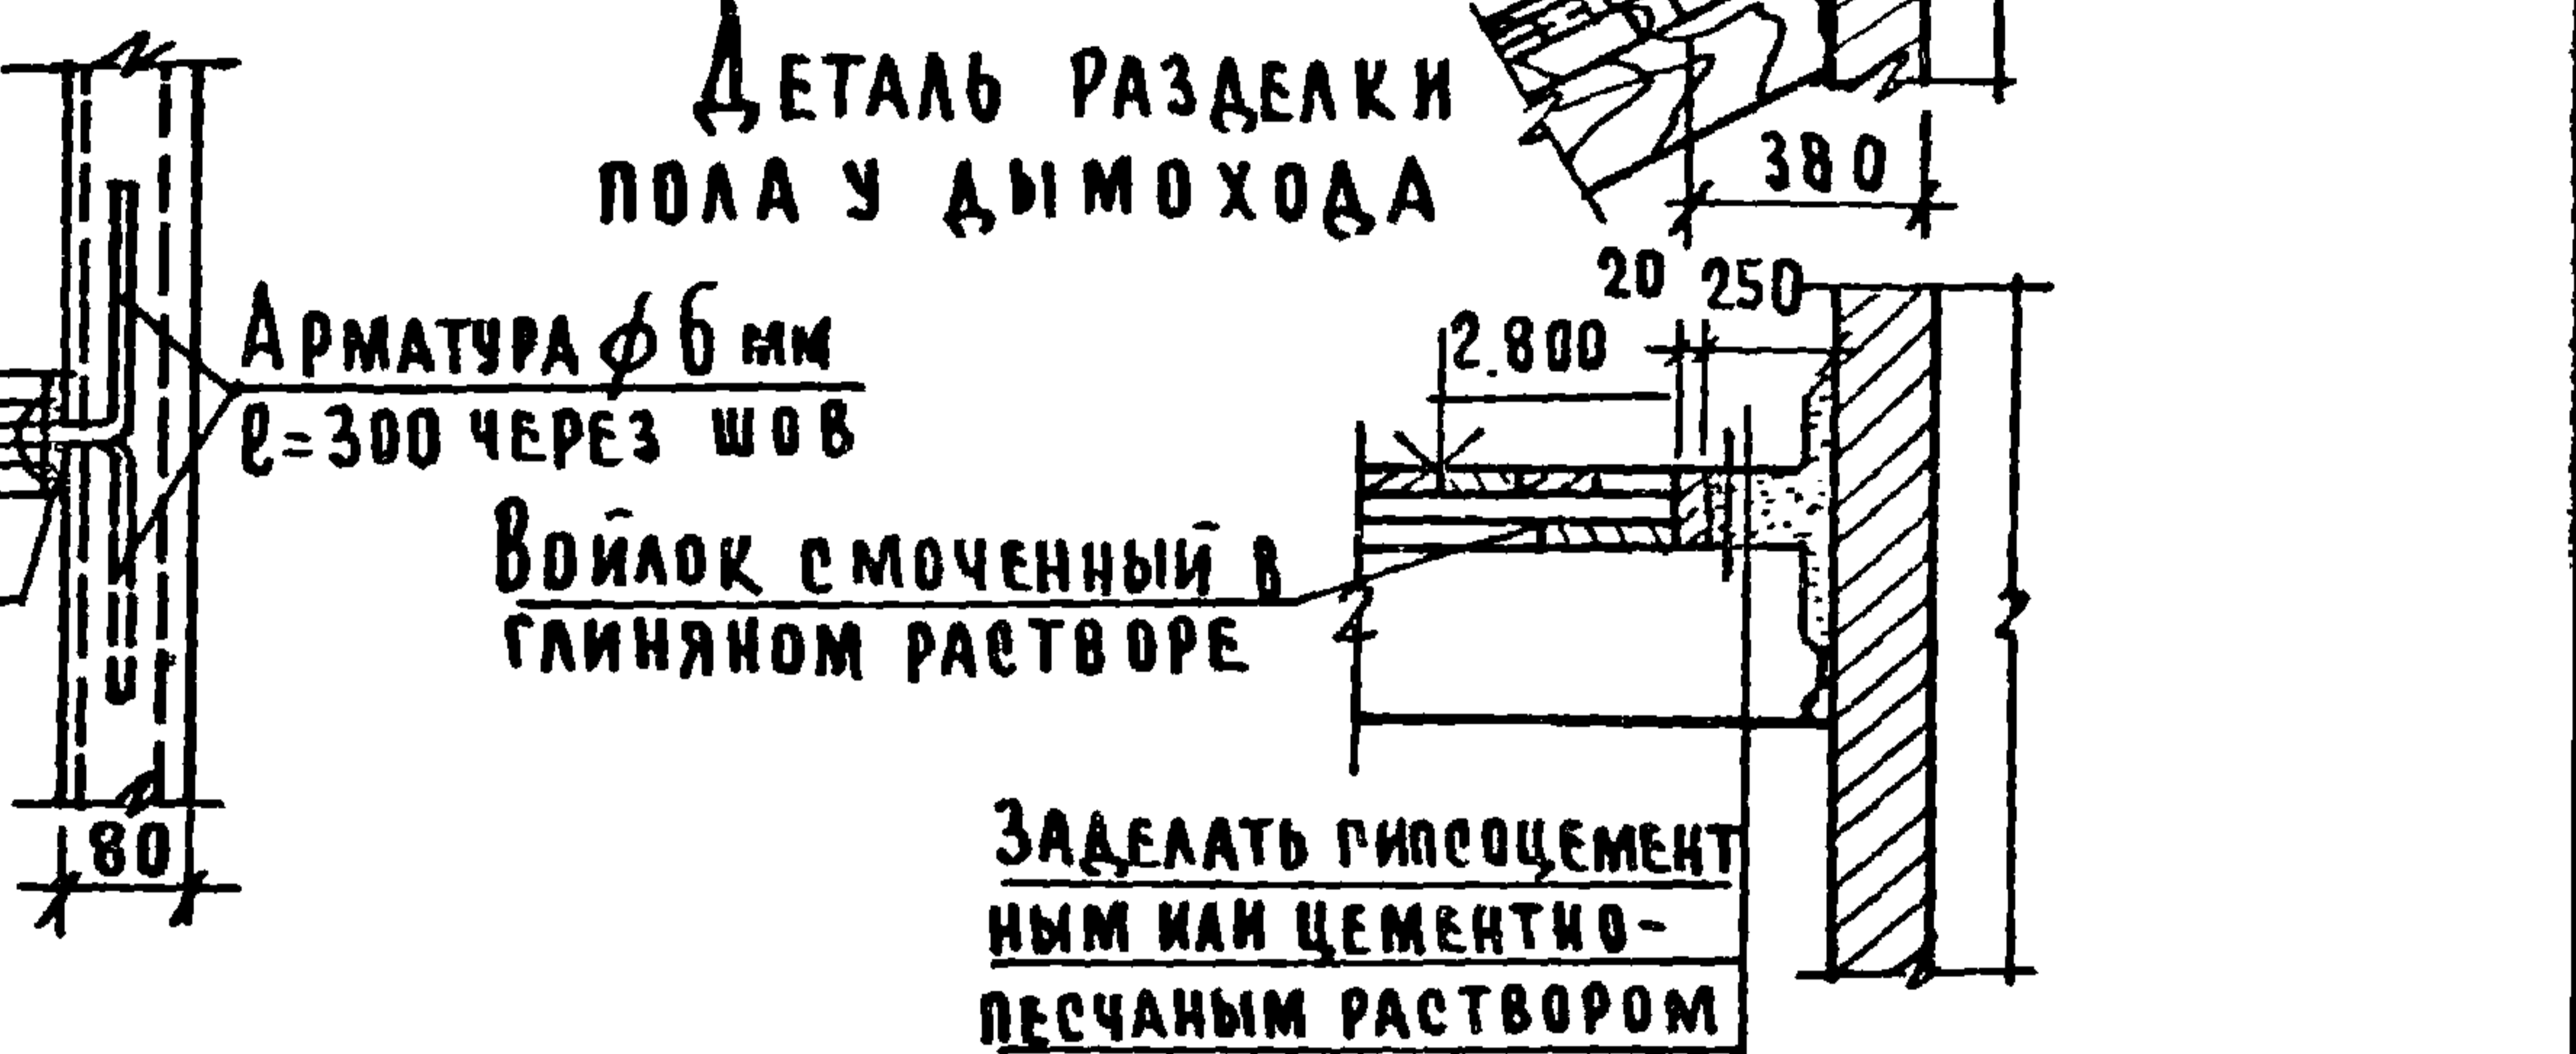 Деталь разделки
пола у дымохода
380
20 250
2.800
Арматура ϕ 6 мм
ℓ=300 через шов
Войлок смоченный в
глиняном растворе
80
Заделать гипсоцемент
ным или цементно-
песчаным раствором